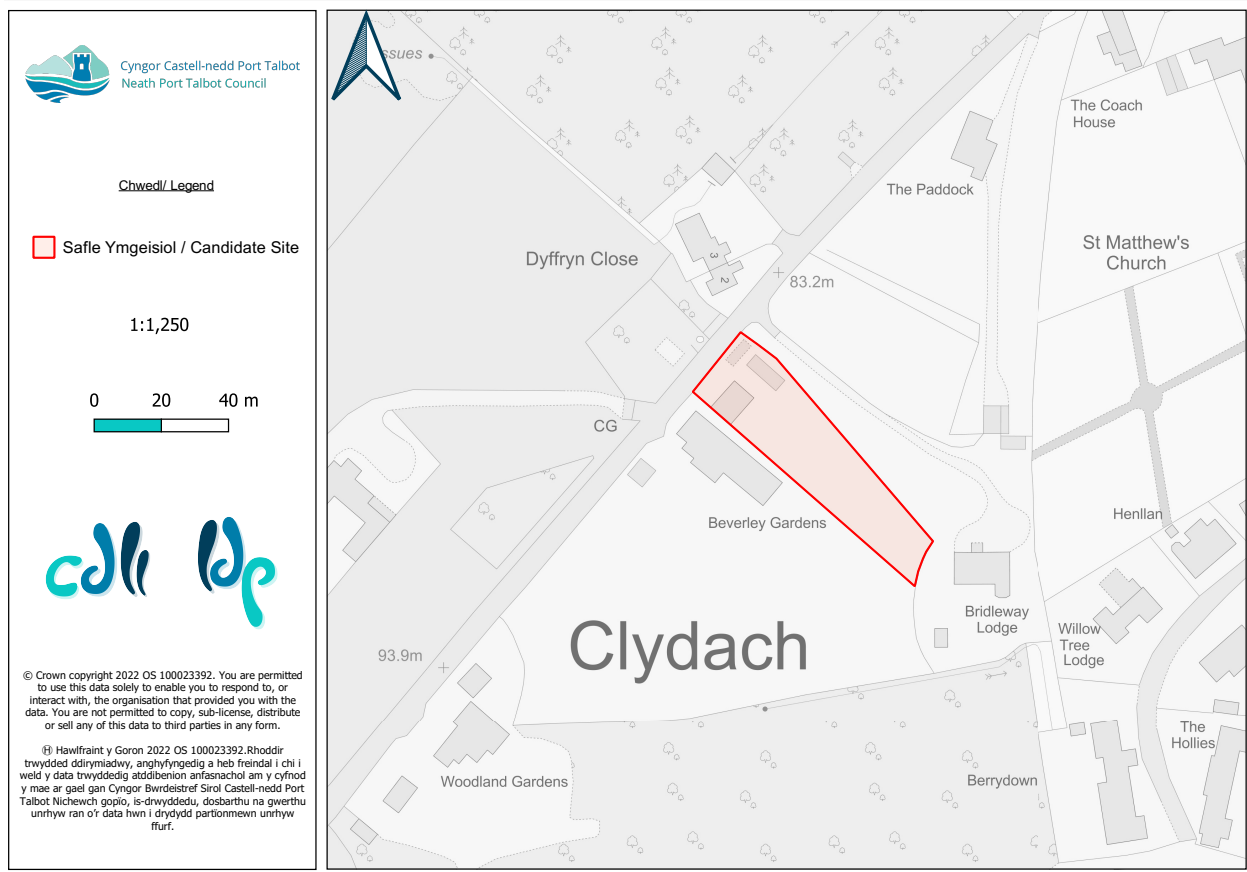 Cyngor Castell-nedd Port Talbot
Neath Port Talbot Council
Chwedl/ Legend
Safle Ymgeisiol / Candidate Site
1:1,250
0 20 40 m
cdll ldp
© Crown copyright 2022 OS 100023392. You are permitted
to use this data solely to enable you to respond to, or
interact with, the organisation that provided you with the
data. You are not permitted to copy, sub-license, distribute
or sell any of this data to third parties in any form.
Ⓗ Hawlfraint y Goron 2022 OS 100023392.Rhoddir
trwydded ddirymiadwy, anghyfyngedig a heb freindal i chi i
weld y data trwyddedig atddibenion anfasnachol am y cyfnod
y mae ar gael gan Cyngor Bwrdeistref Sirol Castell-nedd Port
Talbot Nichewch gopïo, is-drwyddedu, dosbarthu na gwerthu
unrhyw ran o'r data hwn i drydydd partïonmewn unrhyw
ffurf.
ssues
The Coach
House
The Paddock
St Matthew's
Church
Dyffryn Close
3
2
83.2m
CG
Beverley Gardens
Henllan
Bridleway
Lodge
Willow
Tree
Lodge
Clydach
93.9m
The
Hollies
Woodland Gardens
Berrydown